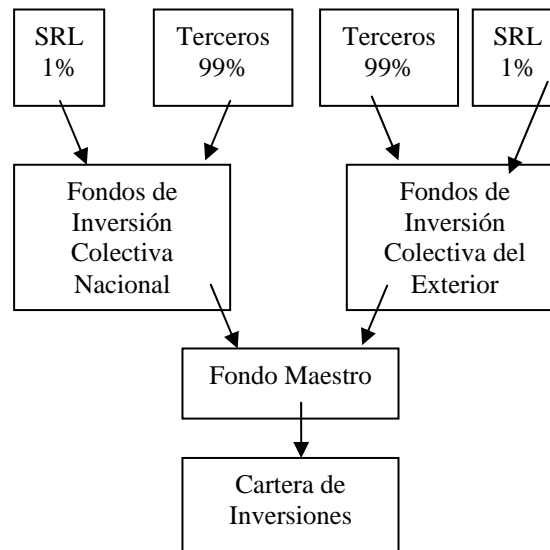 SRL
1%
Terceros
99%
Terceros
99%
SRL
1%
Fondos de
Inversión
Colectiva
Nacional
Fondos de
Inversión
Colectiva del
Exterior
Fondo Maestro
Cartera de
Inversiones